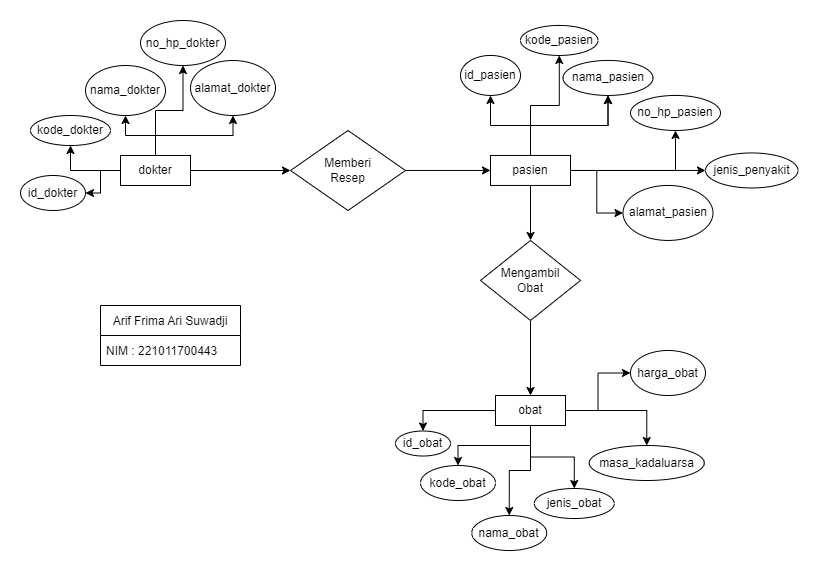 no_hp_dokter
nama_dokter
alamat_dokter
kode_dokter
id_dokter
dokter
Memberi
Resep
kode_pasien
id_pasien
nama_pasien
no_hp_pasien
pasien
jenis_penyakit
alamat_pasien
Mengambil
Obat
Arif Frima Ari Suwadji
NIM : 221011700443
harga_obat
obat
id_obat
masa_kadaluarsa
kode_obat
jenis_obat
nama_obat